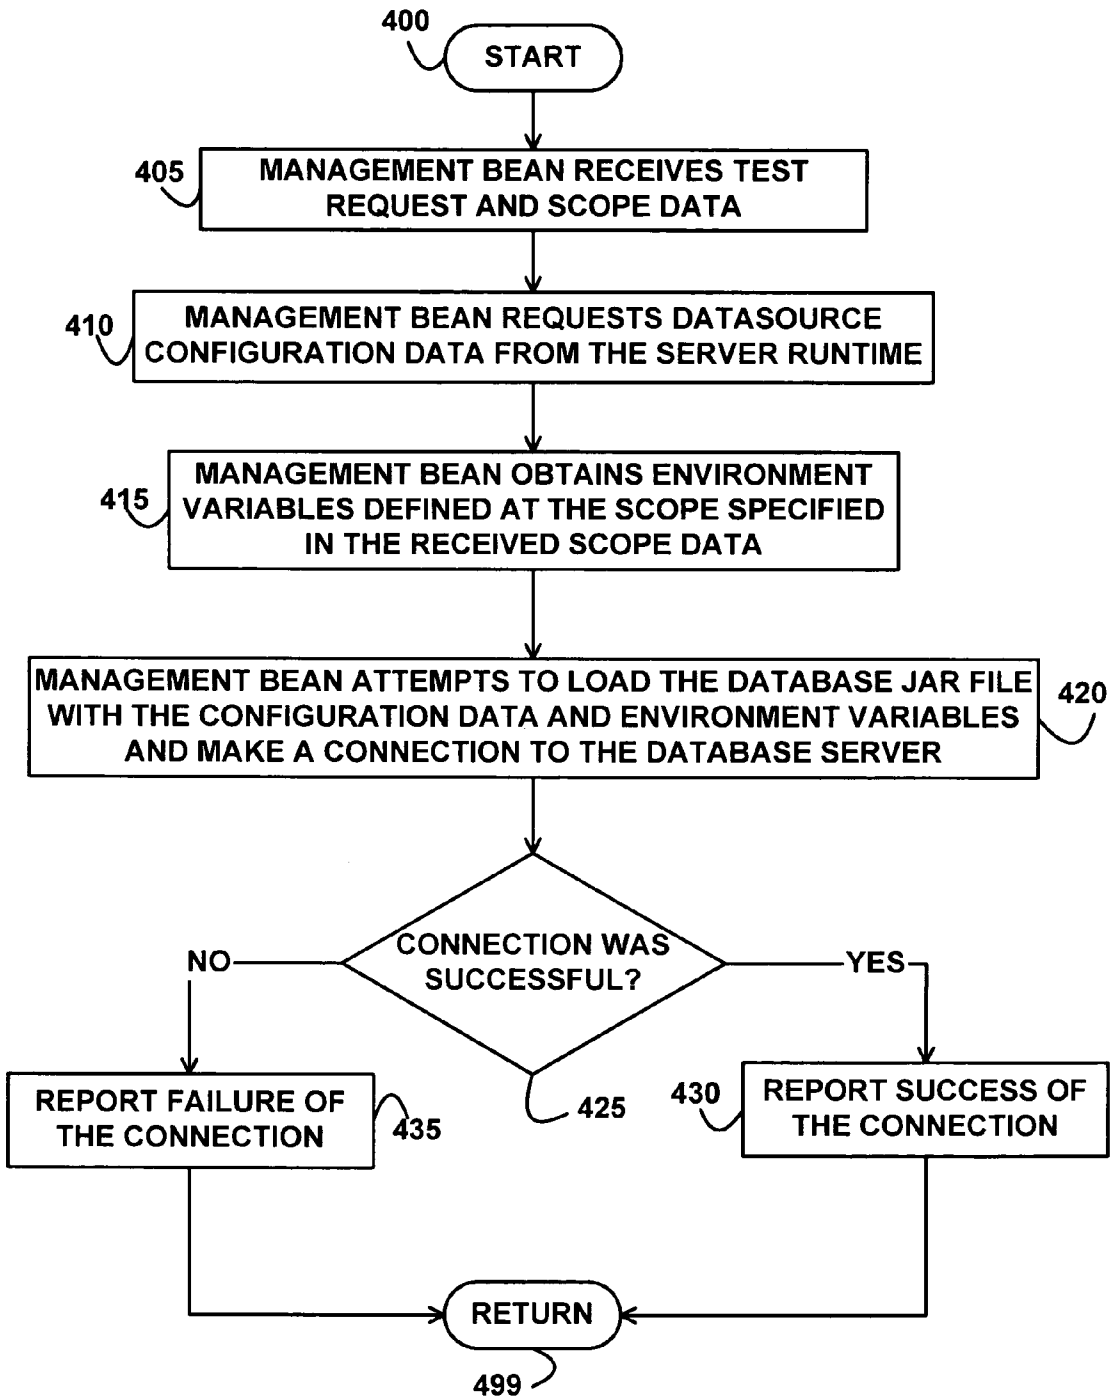 400
START
405
MANAGEMENT BEAN RECEIVES TEST
REQUEST AND SCOPE DATA
410
MANAGEMENT BEAN REQUESTS DATASOURCE
CONFIGURATION DATA FROM THE SERVER RUNTIME
415
MANAGEMENT BEAN OBTAINS ENVIRONMENT
VARIABLES DEFINED AT THE SCOPE SPECIFIED
IN THE RECEIVED SCOPE DATA
MANAGEMENT BEAN ATTEMPTS TO LOAD THE DATABASE JAR FILE
WITH THE CONFIGURATION DATA AND ENVIRONMENT VARIABLES
AND MAKE A CONNECTION TO THE DATABASE SERVER
420
CONNECTION WAS
SUCCESSFUL?
NO
YES
425
REPORT FAILURE OF
THE CONNECTION
435
430
REPORT SUCCESS OF
THE CONNECTION
RETURN
499